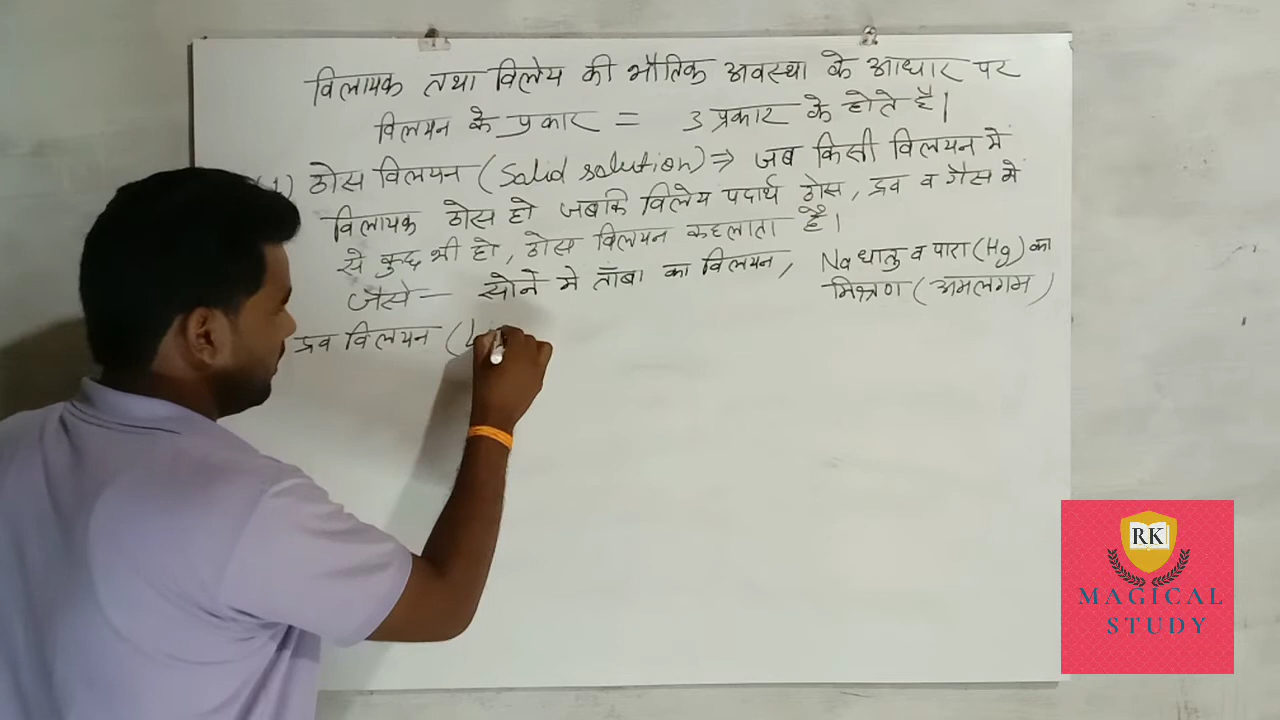 विलायक तथा विलेय की भौतिक अवस्था के आधार पर
विलयन के प्रकार = 3 प्रकार के होते है।
(1) ठोस विलयन (Solid solution) ⇒ जब किसी विलयन में
विलायक ठोस हो जबकि विलेय पदार्थ ठोस, द्रव व गैस में
से कुछ भी हो, ठोस विलयन कहलाता है।
जैसे — सोने मे ताँबा का विलयन, Na धातु व पारा (Hg) का
मिश्रण (अमलगम)
द्रव विलयन (Li
RK
MAGICAL
STUDY